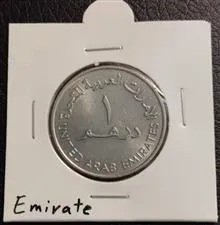 الإمارات العربية المتحدة
١
درهم
UNITED ARAB EMIRATES
Emirate